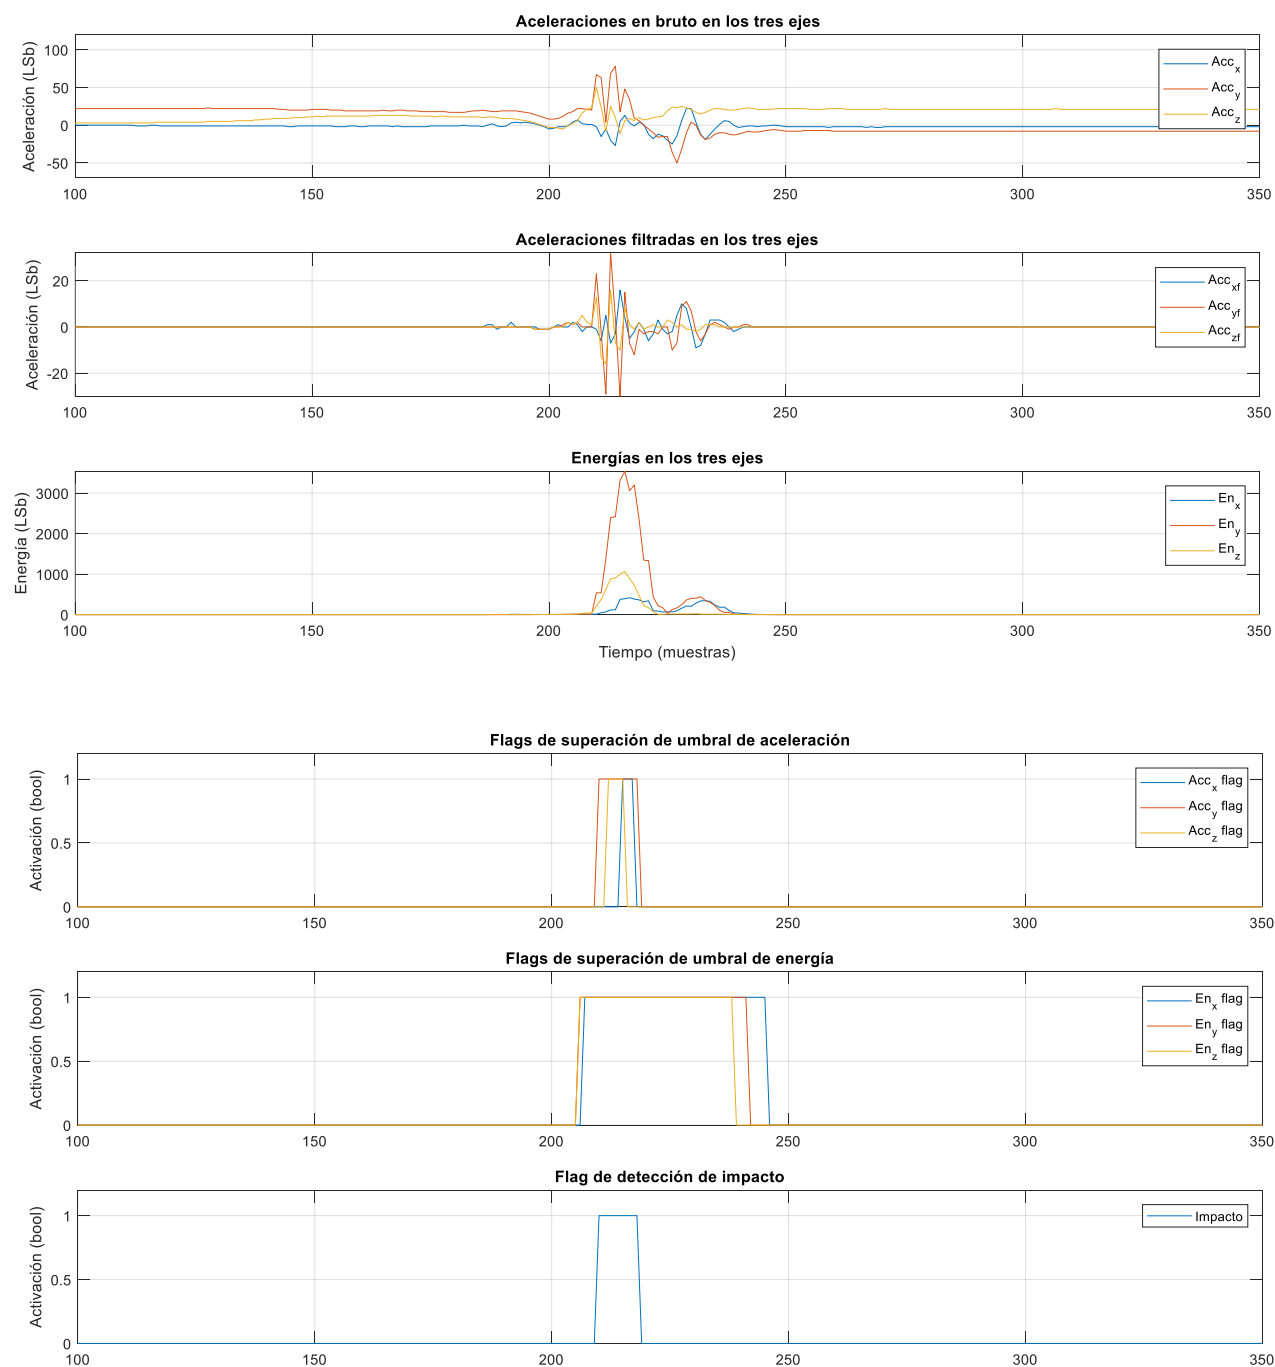 Aceleraciones en bruto en los tres ejes
Aceleración (LSb)
100
50
0
-50
100 150 200 250 300 350
Acc_x
Acc_y
Acc_z
Aceleraciones filtradas en los tres ejes
Aceleración (LSb)
20
0
-20
100 150 200 250 300 350
Acc_xf
Acc_yf
Acc_zf
Energías en los tres ejes
Energía (LSb)
3000
2000
1000
0
100 150 200 250 300 350
Tiempo (muestras)
En_x
En_y
En_z
Flags de superación de umbral de aceleración
Activación (bool)
1
0.5
0
100 150 200 250 300 350
Acc_x flag
Acc_y flag
Acc_z flag
Flags de superación de umbral de energía
Activación (bool)
1
0.5
0
100 150 200 250 300 350
En_x flag
En_y flag
En_z flag
Flag de detección de impacto
Activación (bool)
1
0.5
0
100 150 200 250 300 350
Impacto